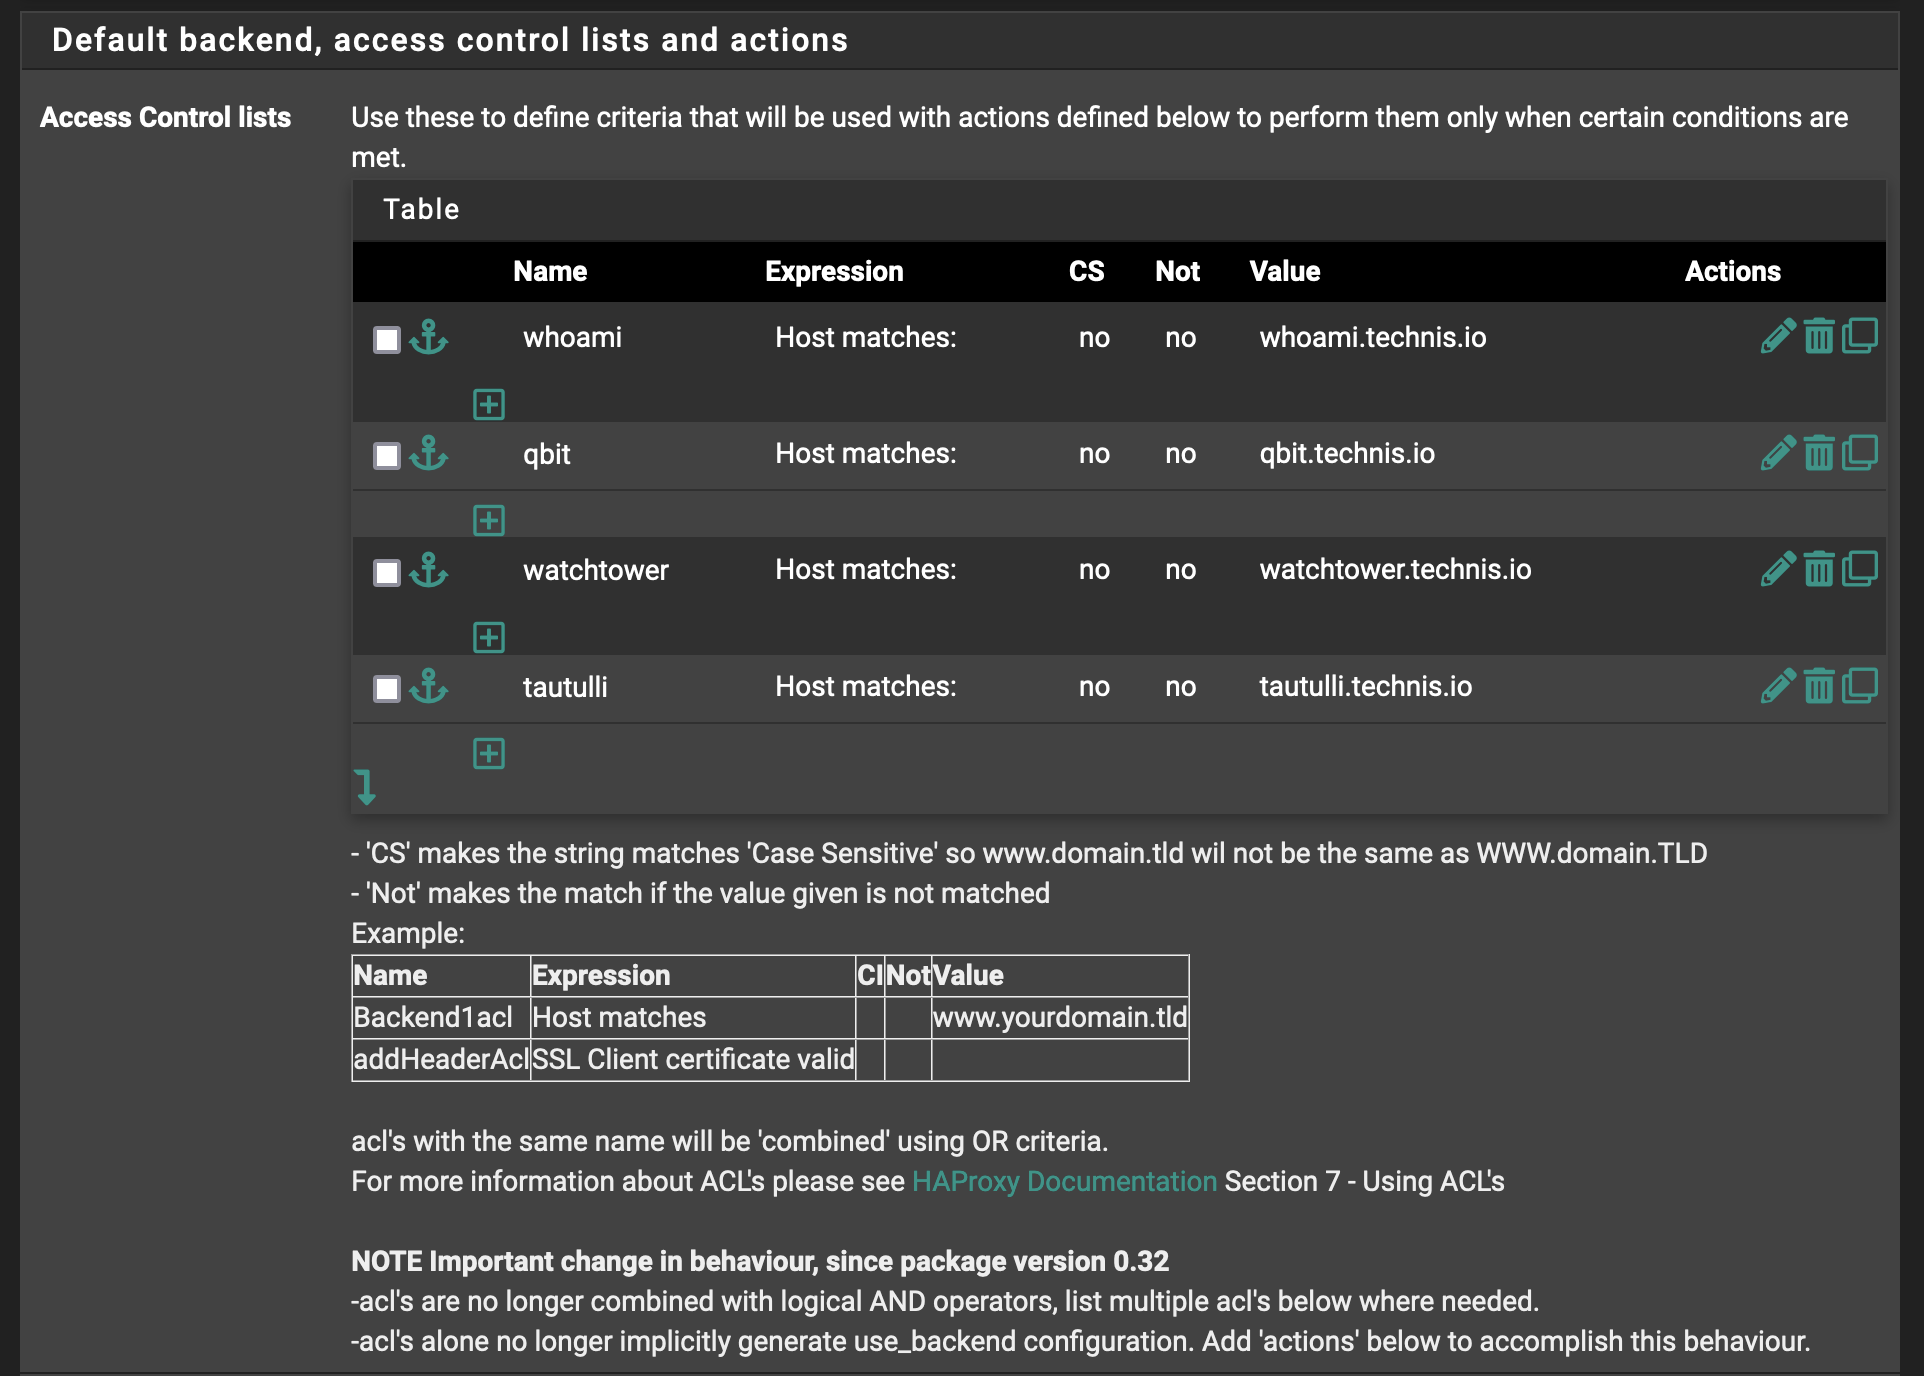 Default backend, access control lists and actions
Access Control lists
Use these to define criteria that will be used with actions defined below to perform them only when certain conditions are
met.
Table
Name Expression CS Not Value Actions
whoami Host matches: no no whoami.technis.io
qbit Host matches: no no qbit.technis.io
watchtower Host matches: no no watchtower.technis.io
tautulli Host matches: no no tautulli.technis.io
- 'CS' makes the string matches 'Case Sensitive' so www.domain.tld wil not be the same as WWW.domain.TLD
- 'Not' makes the match if the value given is not matched
Example:
Name Expression CI Not Value
Backend1acl Host matches www.yourdomain.tld
addHeaderAcl SSL Client certificate valid
acl's with the same name will be 'combined' using OR criteria.
For more information about ACL's please see HAProxy Documentation Section 7 - Using ACL's
NOTE Important change in behaviour, since package version 0.32
-acl's are no longer combined with logical AND operators, list multiple acl's below where needed.
-acl's alone no longer implicitly generate use_backend configuration. Add 'actions' below to accomplish this behaviour.